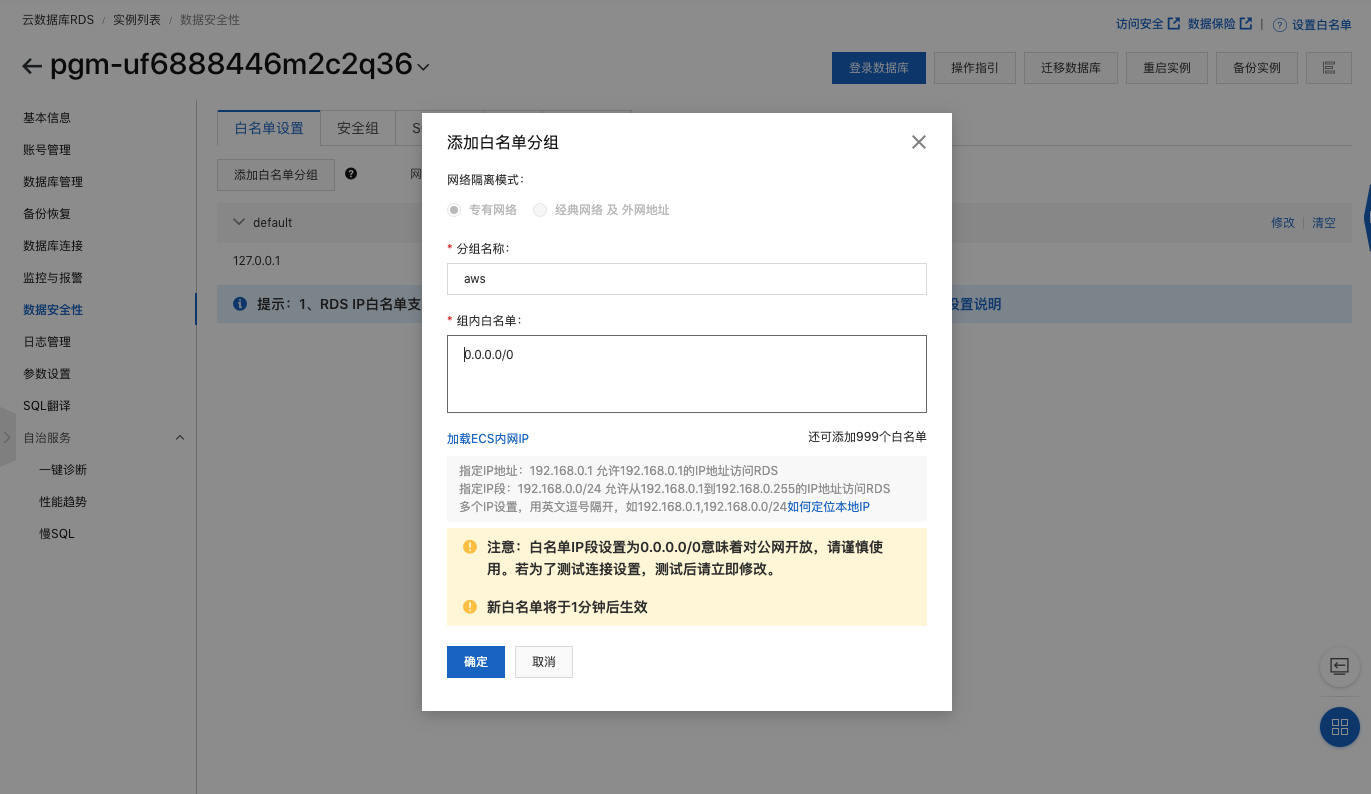 云数据库RDS / 实例列表 / 数据安全性
访问安全 数据保险 | ? 设置白名单
pgm-uf6888446m2c2q36
登录数据库 操作指引 迁移数据库 重启实例 备份实例
基本信息
账号管理
数据库管理
备份恢复
数据库连接
监控与报警
数据安全性
日志管理
参数设置
SQL翻译
自治服务
一键诊断
性能趋势
慢SQL
白名单设置 安全组 S
添加白名单分组 ? 网
default 修改 清空
127.0.0.1
提示：1、RDS IP白名单支
设置说明
添加白名单分组
网络隔离模式：
专有网络 经典网络 及 外网地址
* 分组名称：
aws
* 组内白名单：
0.0.0.0/0
加载ECS内网IP 还可添加999个白名单
指定IP地址：192.168.0.1 允许192.168.0.1的IP地址访问RDS
指定IP段：192.168.0.0/24 允许从192.168.0.1到192.168.0.255的IP地址访问RDS
多个IP设置，用英文逗号隔开，如192.168.0.1,192.168.0.0/24如何定位本地IP
注意：白名单IP段设置为0.0.0.0/0意味着对公网开放，请谨慎使
用。若为了测试连接设置，测试后请立即修改。
新白名单将于1分钟后生效
确定 取消